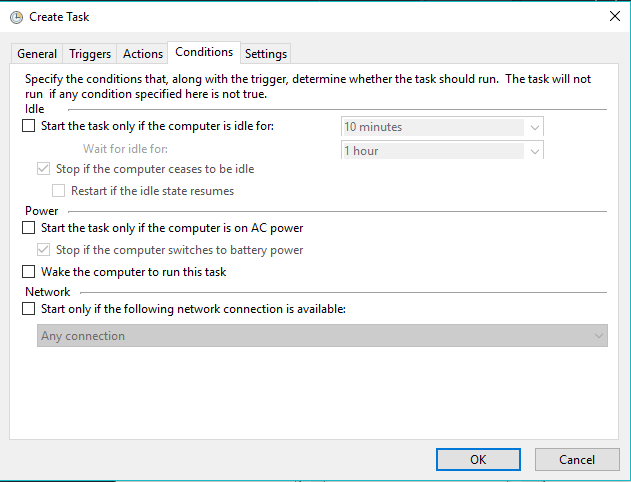 Create Task
General Triggers Actions Conditions Settings
Specify the conditions that, along with the trigger, determine whether the task should run. The task will not
run if any condition specified here is not true.
Idle
Start the task only if the computer is idle for: 10 minutes
Wait for idle for: 1 hour
Stop if the computer ceases to be idle
Restart if the idle state resumes
Power
Start the task only if the computer is on AC power
Stop if the computer switches to battery power
Wake the computer to run this task
Network
Start only if the following network connection is available:
Any connection
OK Cancel